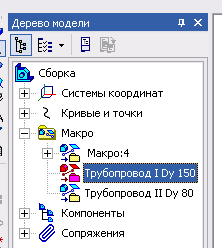 Дерево модели
Сборка
Системы координат
Кривые и точки
Макро
Макро:4
Трубопровод I Dy 150
Трубопровод II Dy 80
Компоненты
Сопряжения